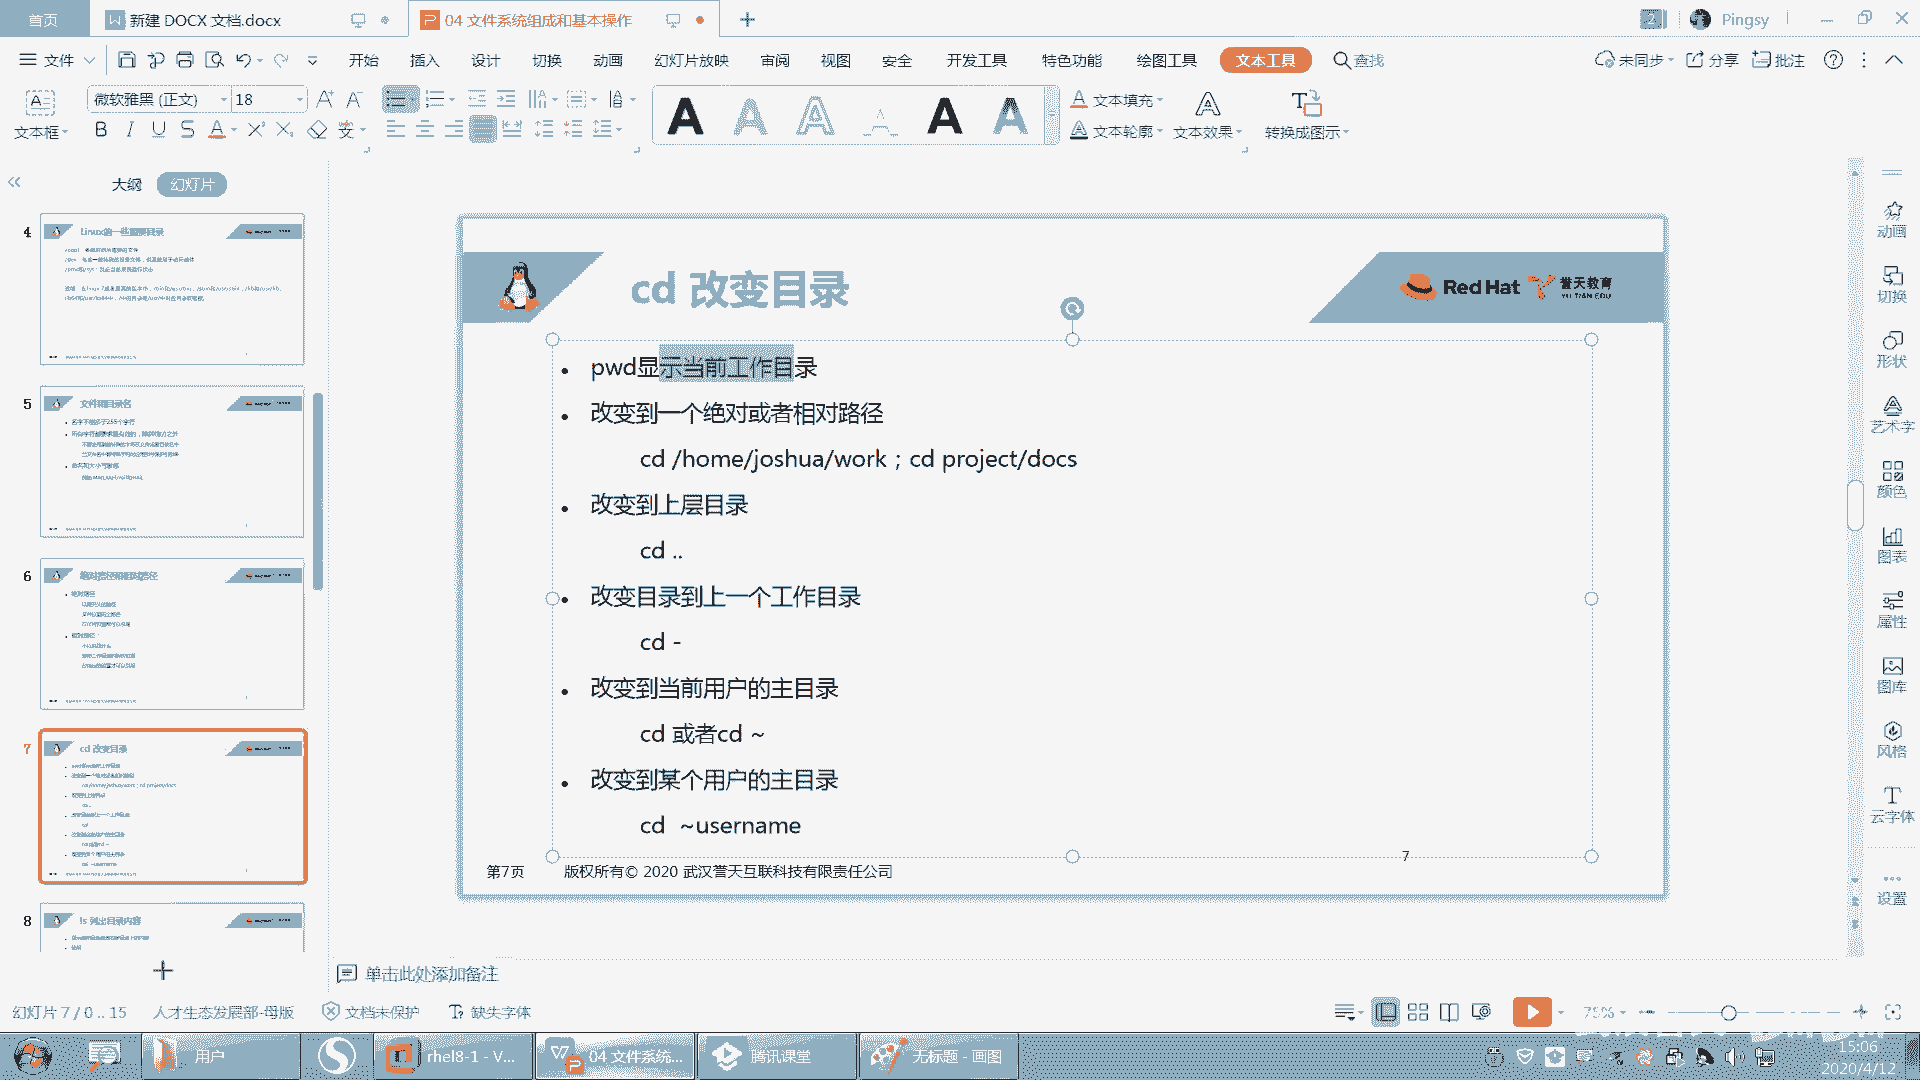 首页
新建 DOCX 文档.docx
04 文件系统组成和基本操作
Pingsy
文件
开始 插入 设计 切换 动画 幻灯片放映 审阅 视图 安全 开发工具 特色功能 绘图工具 文本工具 查找
未同步 分享 批注
文本框
微软雅黑 (正文) 18
文本填充
文本轮廓
文本效果
转换成图示
大纲 幻灯片
4
Linux的一些重要目录
5
文件和目录名
名字不能多于255个字符
6
绝对路径和相对路径
绝对路径
7
cd 改变目录
8
ls 列出目录内容
cd 改变目录
Red Hat
誉天教育
YU TIAN EDU
pwd显示当前工作目录
改变到一个绝对或者相对路径
cd /home/joshua/work；cd project/docs
改变到上层目录
cd ..
改变目录到上一个工作目录
cd -
改变到当前用户的主目录
cd 或者cd ~
改变到某个用户的主目录
cd ~username
7
第7页 版权所有© 2020 武汉誉天互联科技有限责任公司
动画
切换
形状
艺术字
颜色
图表
属性
图库
风格
云字体
设置
单击此处添加备注
幻灯片 7 / 0 .. 15 人才生态发展部-母版 文档未保护 缺失字体
75%
用户
rhel8-1 - V...
04 文件系统...
腾讯课堂
无标题 - 画图
15:06
2020/4/12